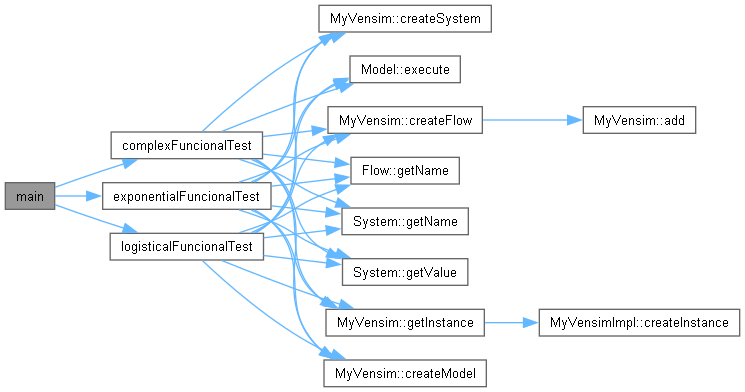 main
complexFuncionalTest
exponentialFuncionalTest
logisticalFuncionalTest
MyVensim::createSystem
Model::execute
MyVensim::createFlow
Flow::getName
System::getName
System::getValue
MyVensim::getInstance
MyVensim::createModel
MyVensim::add
MyVensimImpl::createInstance